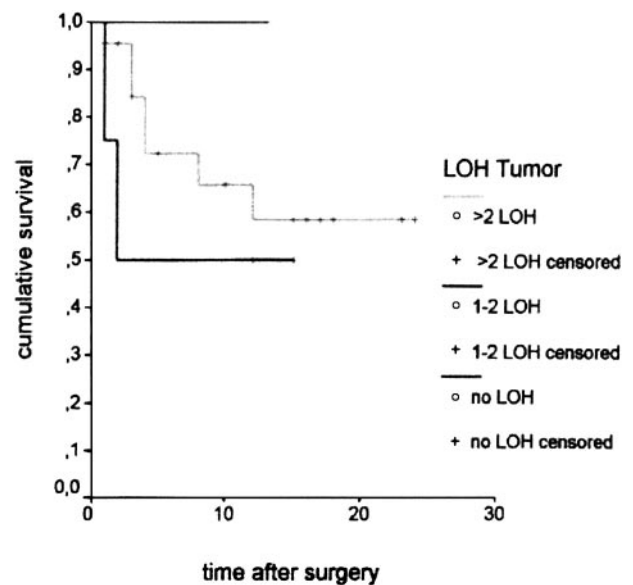 1,0
,9
,8
,7
,6
,5
,4
,3
,2
,1
0,0
cumulative survival
0
10
20
30
time after surgery
LOH Tumor
>2 LOH
>2 LOH censored
1-2 LOH
1-2 LOH censored
no LOH
no LOH censored